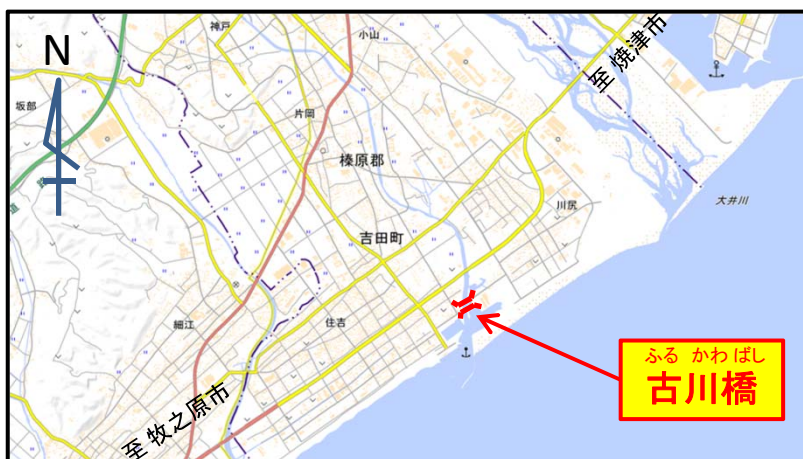 神戸
小山
至 焼津市
N
坂部
片岡
榛原郡
大井川
川尻
吉田町
細江
住吉
ふる かわ ばし
古川橋
至 牧之原市